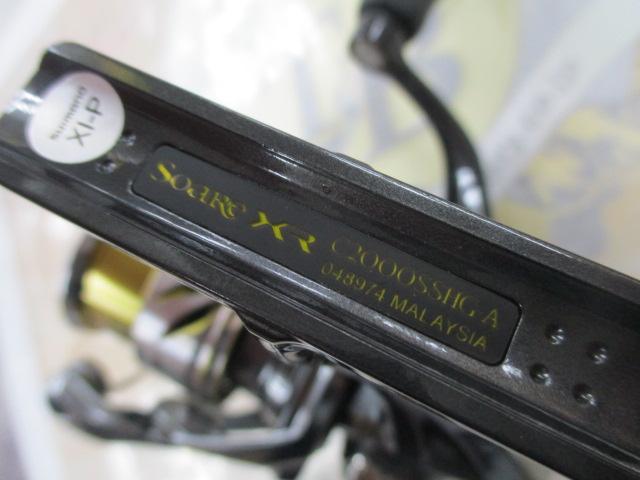 SHIMANO
XI-P
Soare XR C2000SSHG A
048974 MALAYSIA